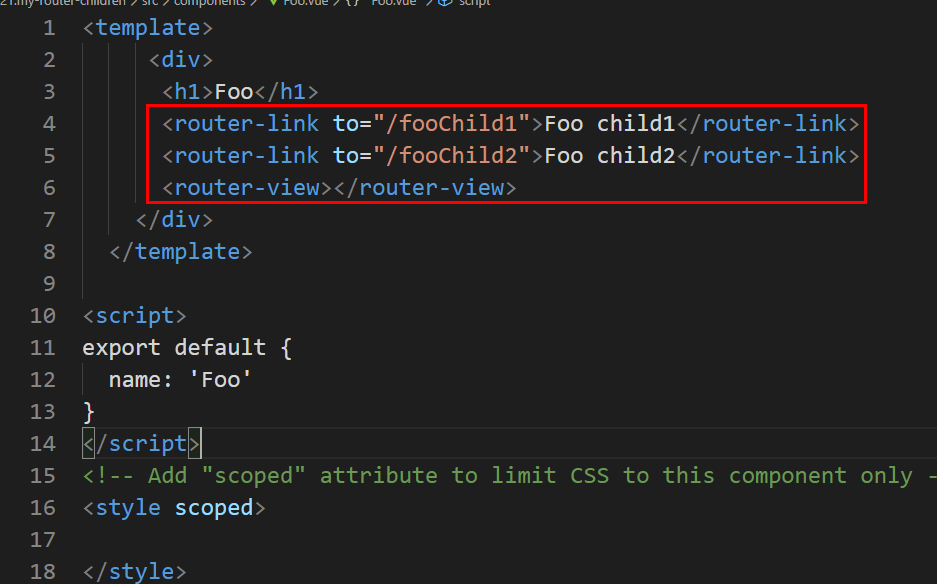 21.my-router-children / src / components / Foo.vue / {} "Foo.vue" / script
1 <template>
2 <div>
3 <h1>Foo</h1>
4 <router-link to="/fooChild1">Foo child1</router-link>
5 <router-link to="/fooChild2">Foo child2</router-link>
6 <router-view></router-view>
7 </div>
8 </template>
9
10 <script>
11 export default {
12 name: 'Foo'
13 }
14 </script>
15 <!-- Add "scoped" attribute to limit CSS to this component only -
16 <style scoped>
17
18 </style>